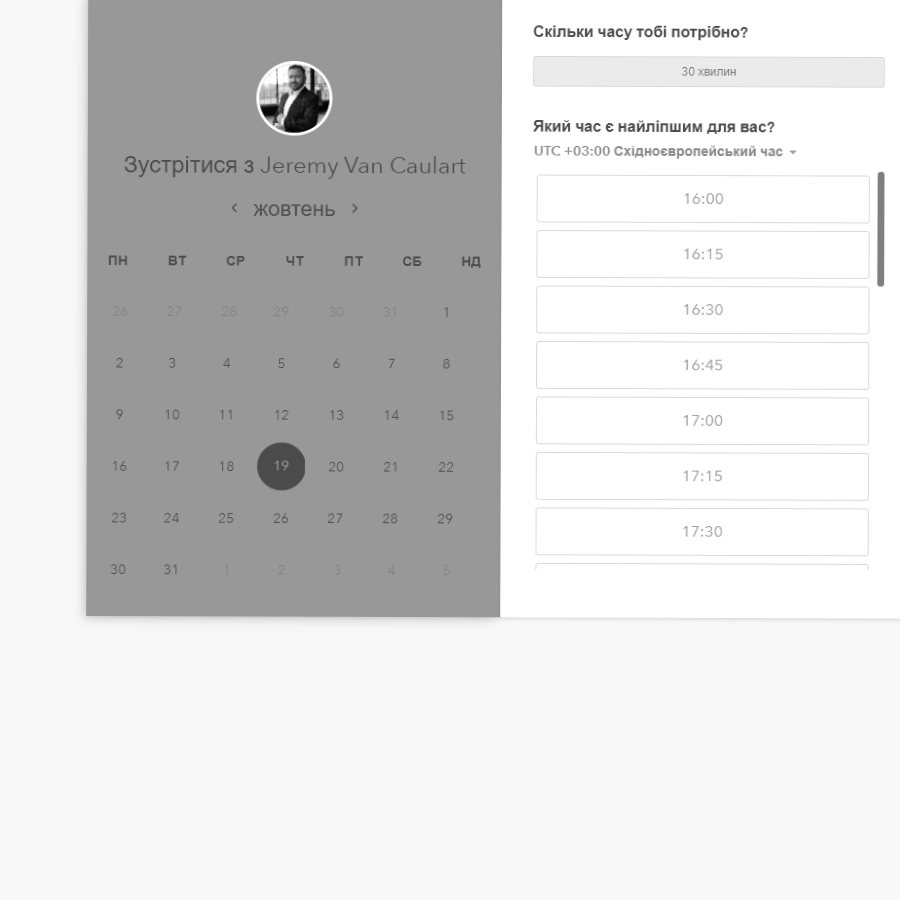 Зустрітися з Jeremy Van Caulart
жовтень
ПН ВТ СР ЧТ ПТ СБ НД
26 27 28 29 30 31 1
2 3 4 5 6 7 8
9 10 11 12 13 14 15
16 17 18 19 20 21 22
23 24 25 26 27 28 29
30 31 1 2 3 4 5
Скільки часу тобі потрібно?
30 хвилин
Який час є найліпшим для вас?
UTC +03:00 Східноєвропейський час
16:00
16:15
16:30
16:45
17:00
17:15
17:30